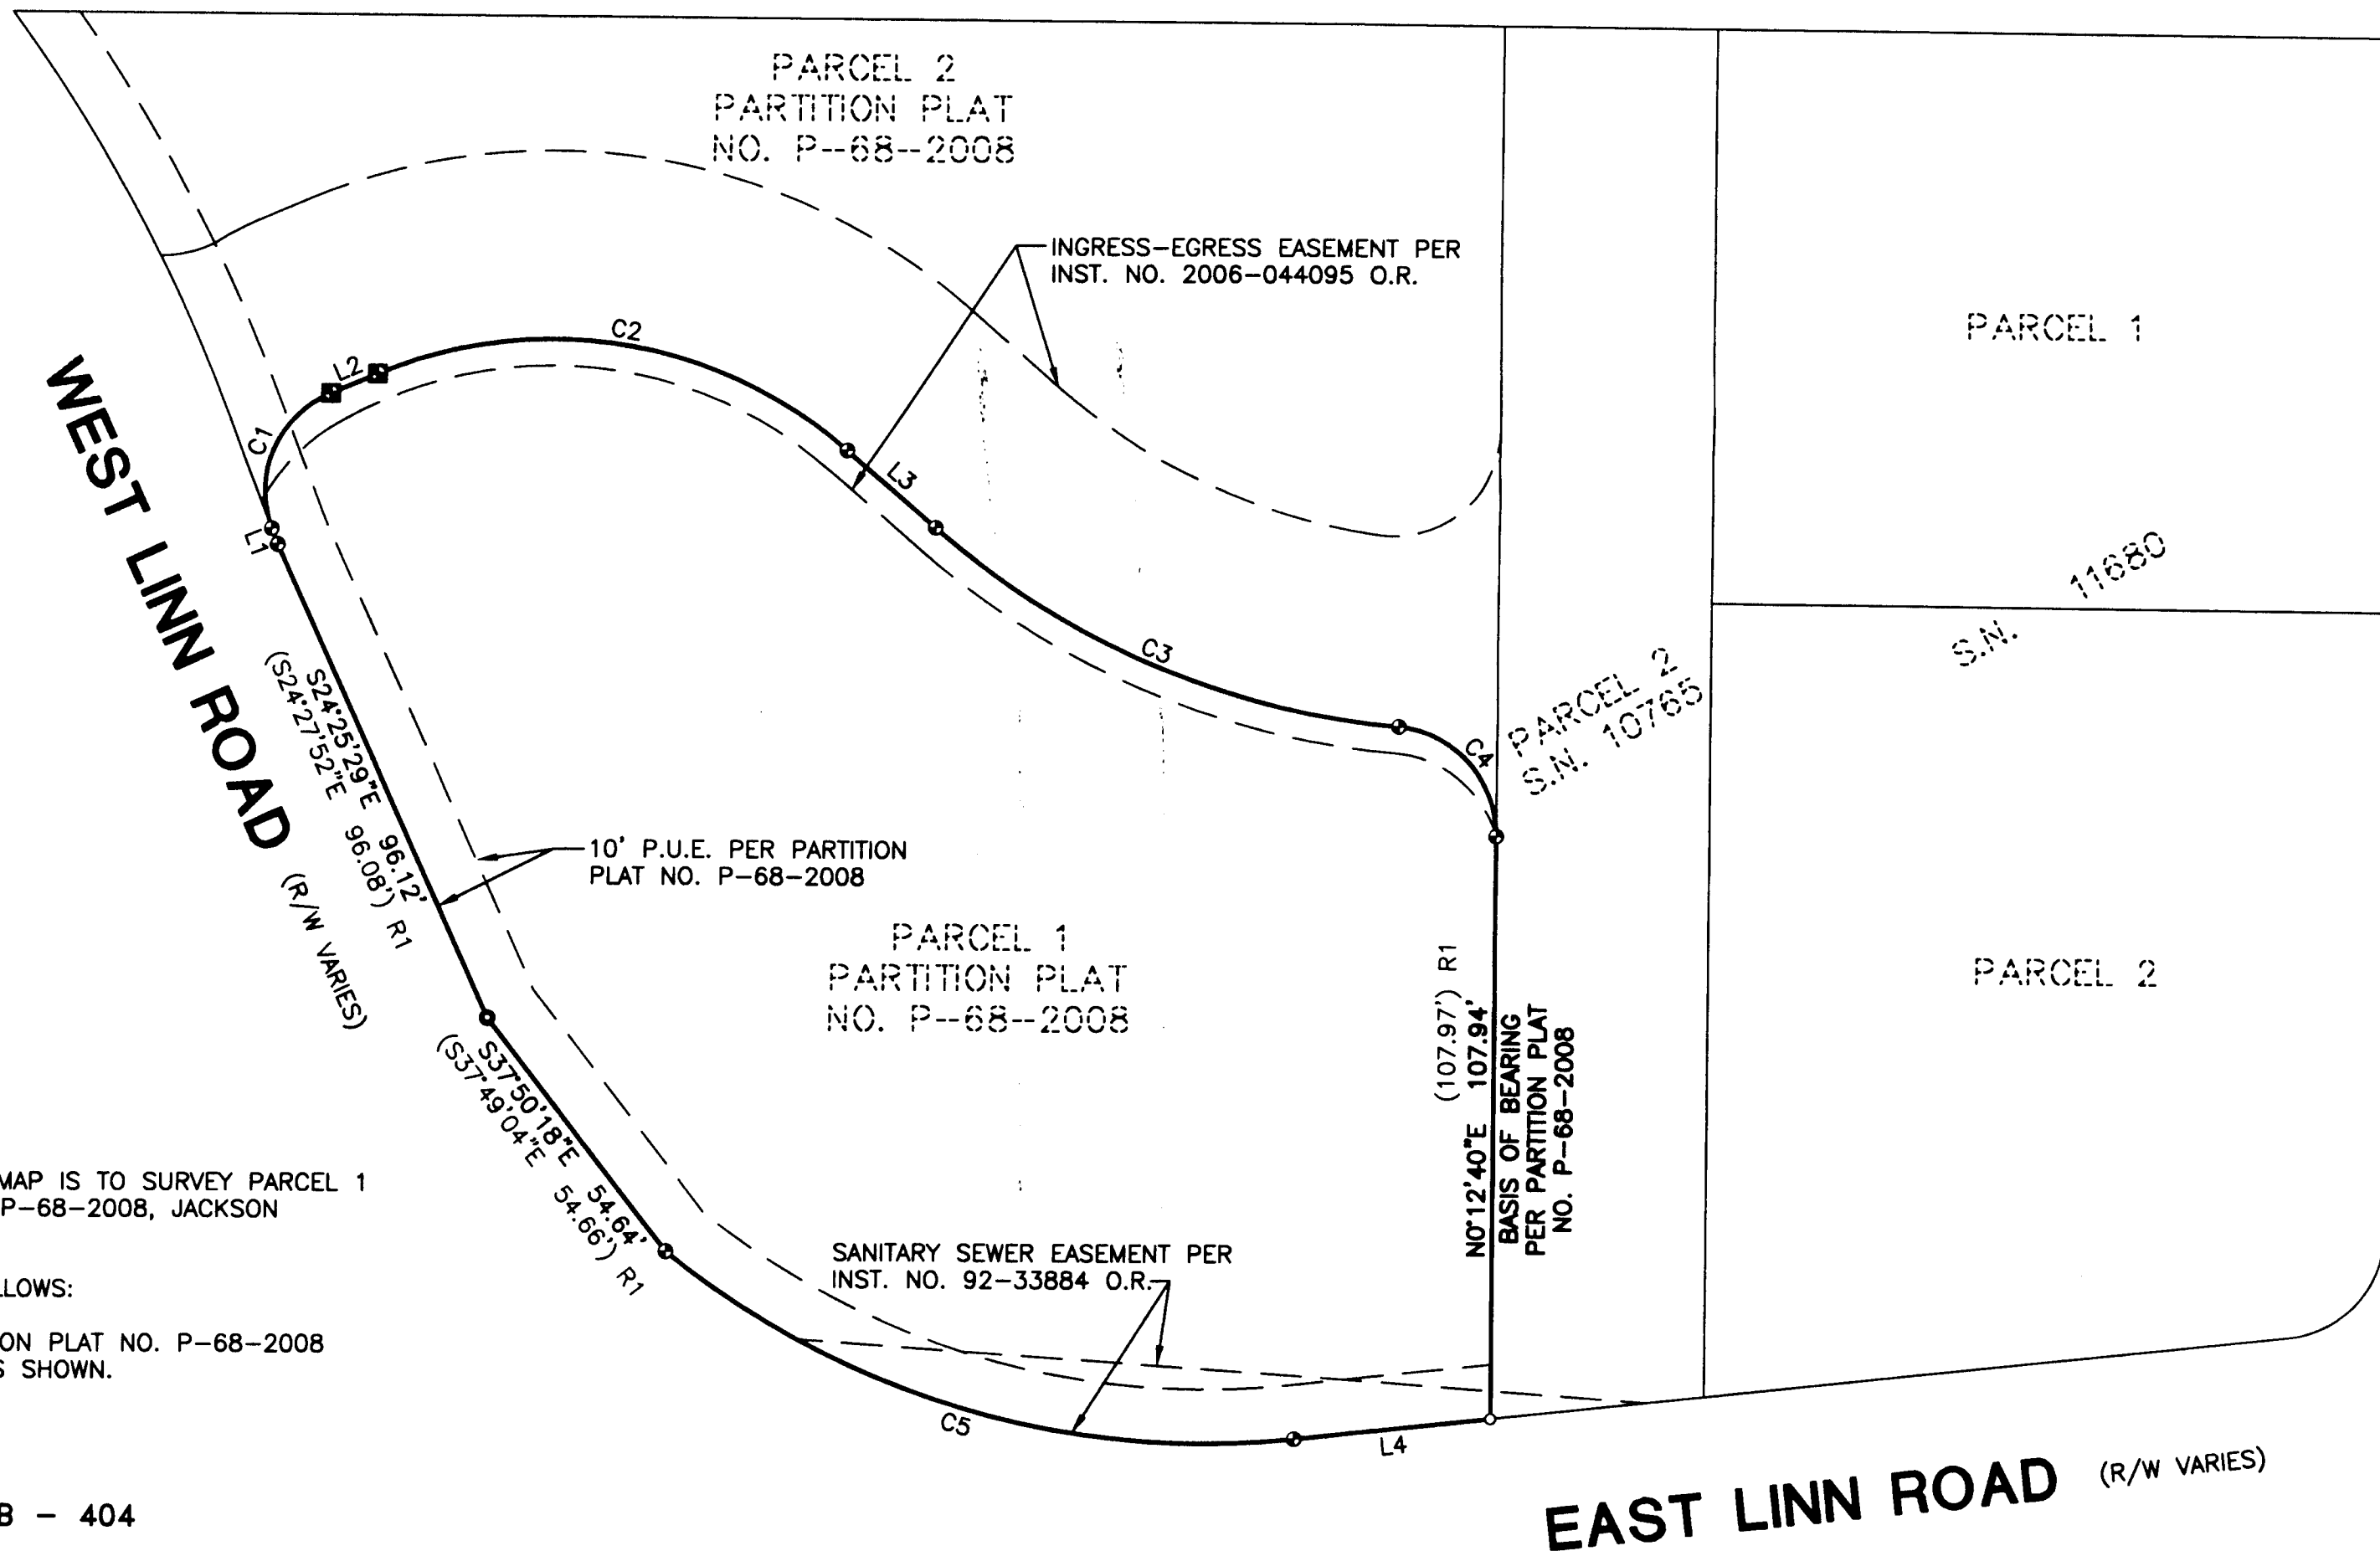 PARCEL 2
PARTITION PLAT
NO. P--68--2008
INGRESS-EGRESS EASEMENT PER
INST. NO. 2006-044095 O.R.
PARCEL 1
C2
L2
C1
L3
L1
WEST LINN ROAD (R/W VARIES)
C3
C4
PARCEL 2
S.N. 10765
S.N. 11680
S24°25'29"E 96.12'
(S24°27'52"E 96.08') R1
10' P.U.E. PER PARTITION
PLAT NO. P-68-2008
PARCEL 1
PARTITION PLAT
NO. P--68--2008
(107.97') R1
N0°12'40"E 107.94'
BASIS OF BEARING
PER PARTITION PLAT
NO. P-68-2008
PARCEL 2
S37°50'18"E 54.64'
(S37°49'04"E 54.66') R1
MAP IS TO SURVEY PARCEL 1
P-68-2008, JACKSON
LLOWS:
ON PLAT NO. P-68-2008
S SHOWN.
SANITARY SEWER EASEMENT PER
INST. NO. 92-33884 O.R.
C5
L4
EAST LINN ROAD (R/W VARIES)
B - 404